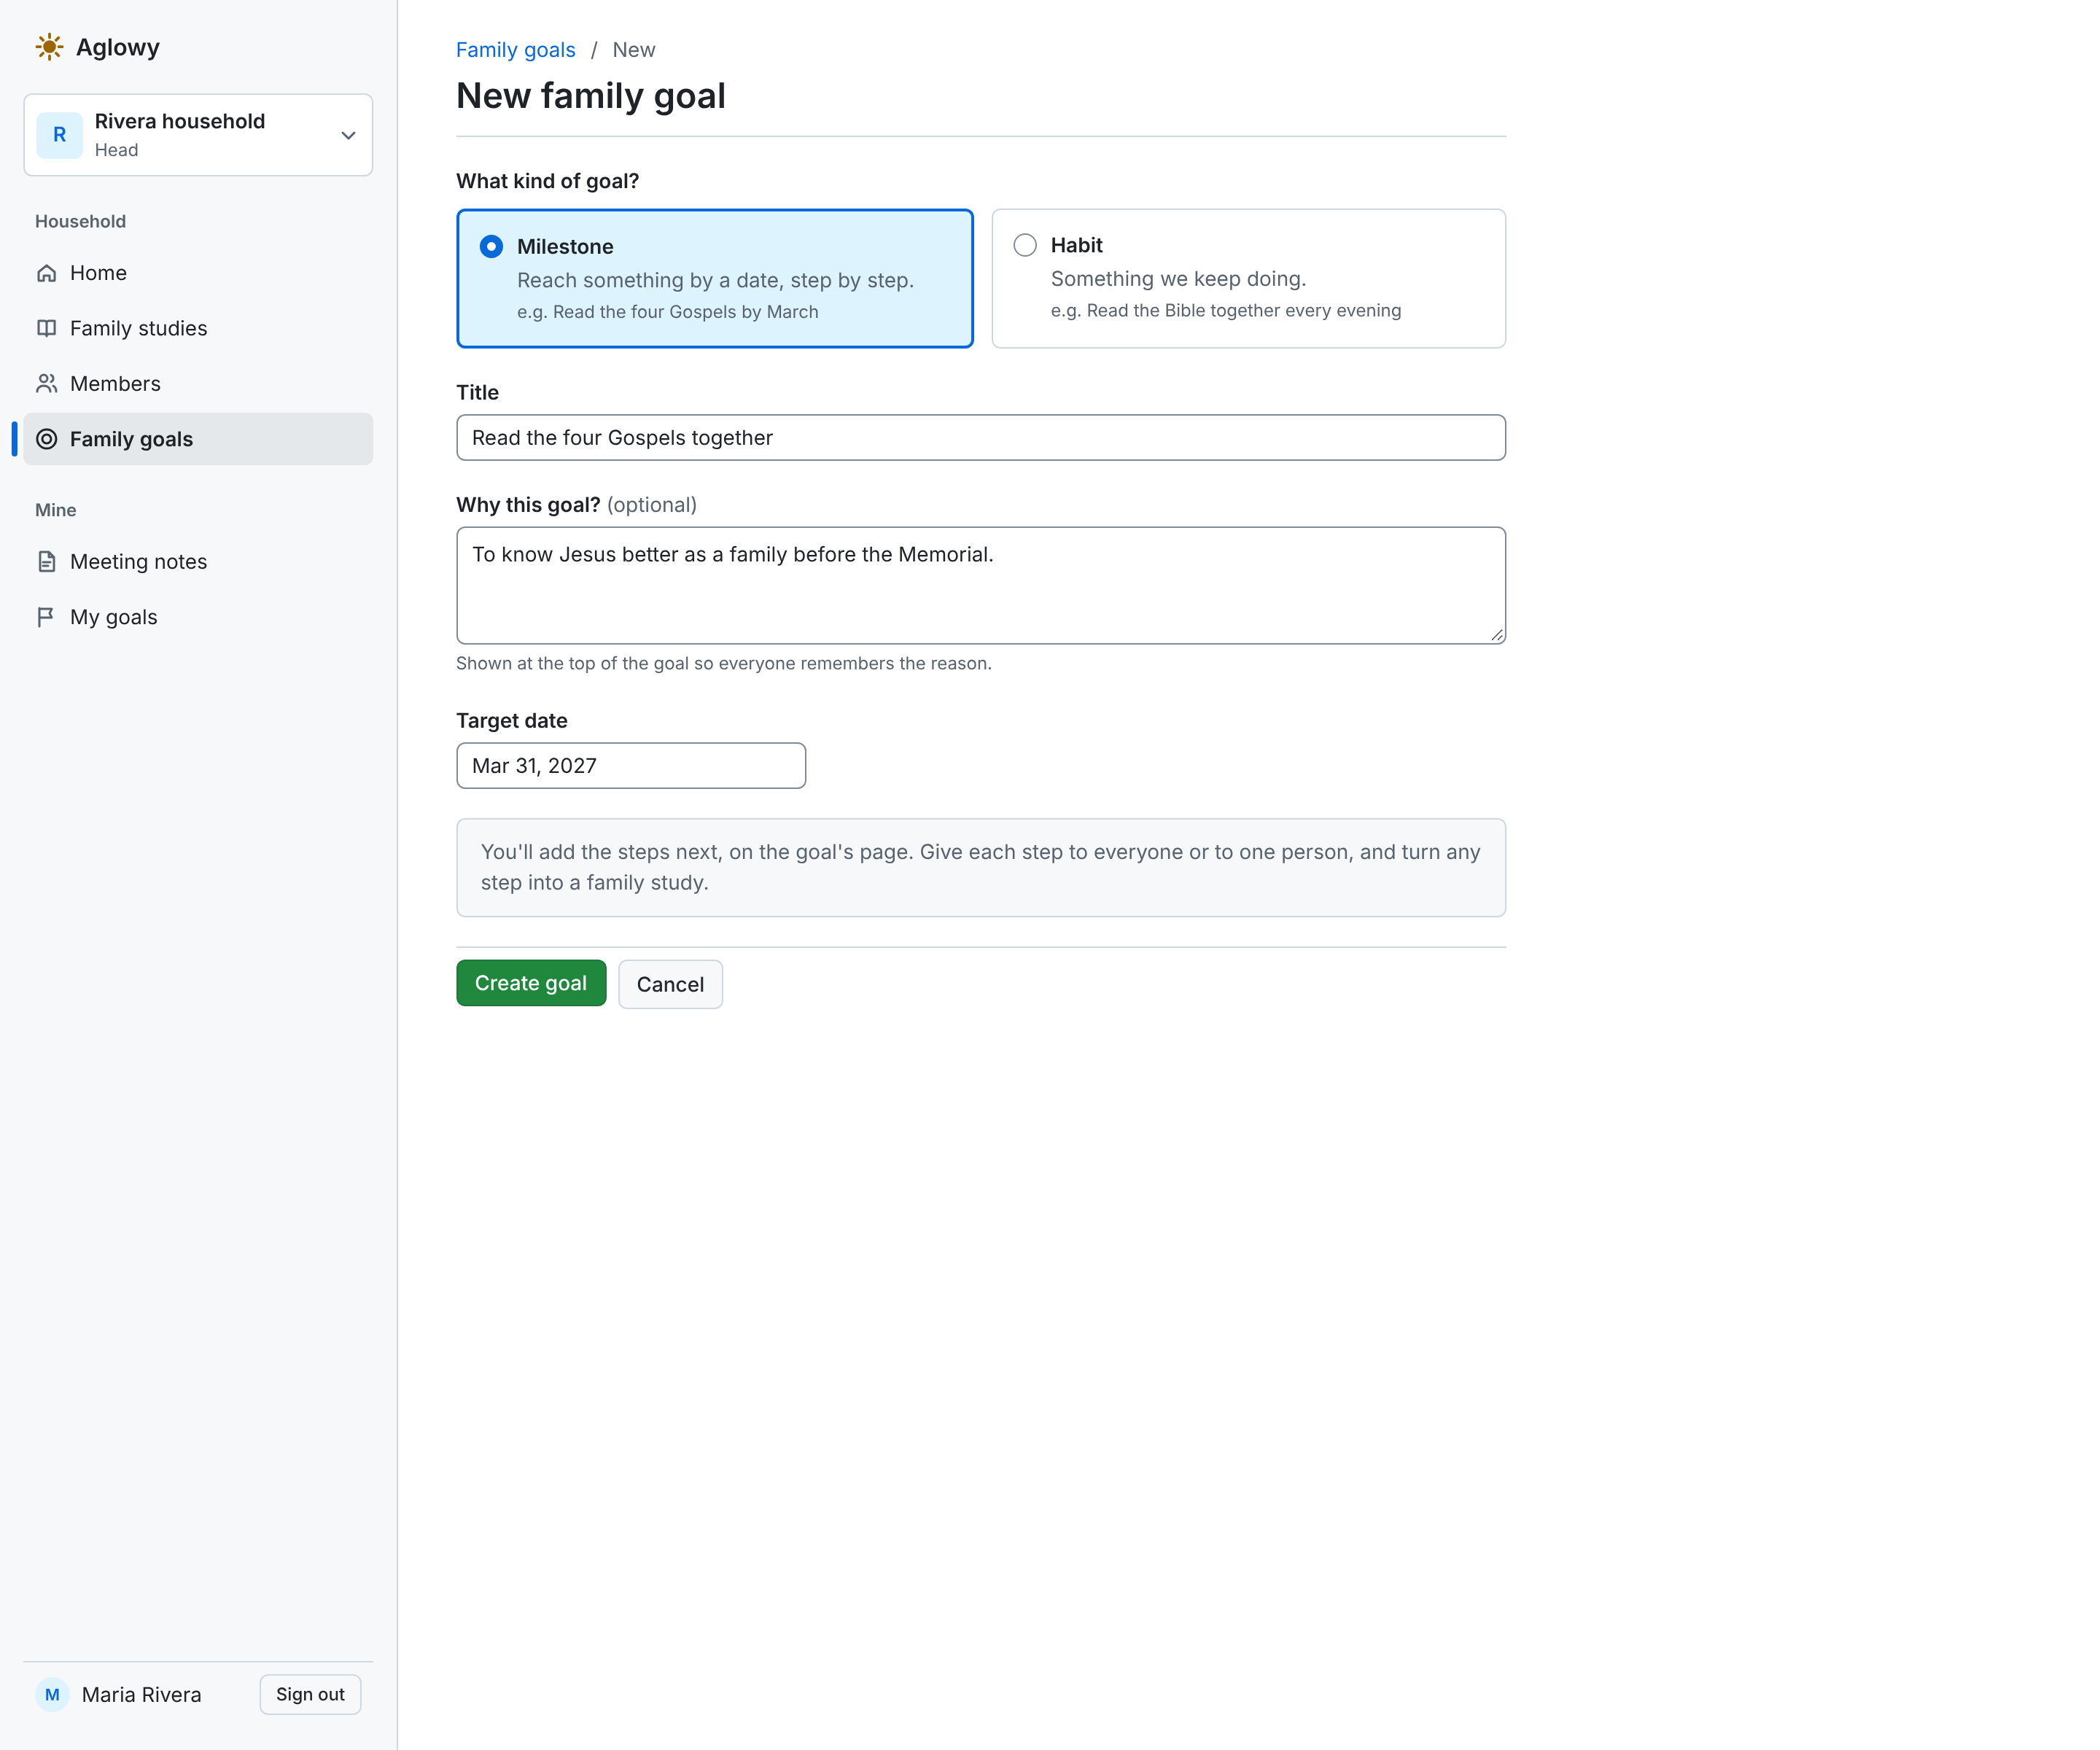 Aglowy
R
Rivera household
Head
Household
Home
Family studies
Members
Family goals
Mine
Meeting notes
My goals
M
Maria Rivera
Sign out
Family goals / New
New family goal
What kind of goal?
Milestone
Reach something by a date, step by step.
e.g. Read the four Gospels by March
Habit
Something we keep doing.
e.g. Read the Bible together every evening
Title
Read the four Gospels together
Why this goal? (optional)
To know Jesus better as a family before the Memorial.
Shown at the top of the goal so everyone remembers the reason.
Target date
Mar 31, 2027
You'll add the steps next, on the goal's page. Give each step to everyone or to one person, and turn any
step into a family study.
Create goal
Cancel